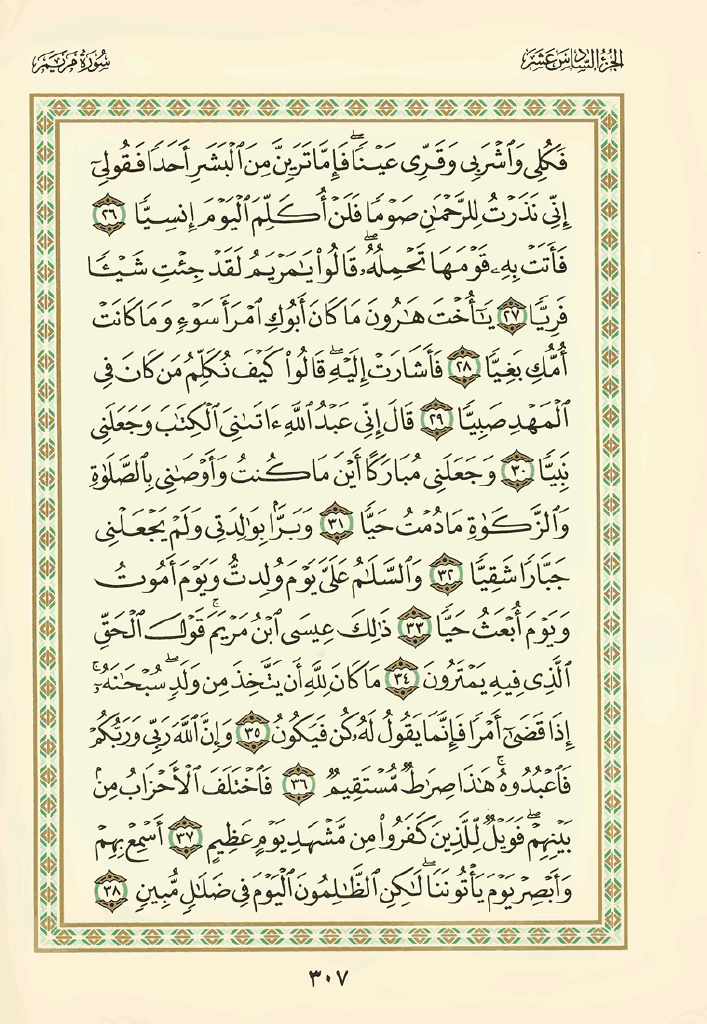 الجزء السادس عشر
سورة مريم
فَكُلِى وَٱشْرَبِى وَقَرِّى عَيْنًاۖ فَإِمَّا تَرَيِنَّ مِنَ ٱلْبَشَرِ أَحَدًا فَقُولِىٓ
إِنِّى نَذَرْتُ لِلرَّحْمَٰنِ صَوْمًا فَلَنْ أُكَلِّمَ ٱلْيَوْمَ إِنسِيًّا ٢٦
فَأَتَتْ بِهِۦ قَوْمَهَا تَحْمِلُهُۥۖ قَالُوا۟ يَٰمَرْيَمُ لَقَدْ جِئْتِ شَيْـًٔا
فَرِيًّا ٢٧ يَٰٓأُخْتَ هَٰرُونَ مَا كَانَ أَبُوكِ ٱمْرَأَ سَوْءٍ وَمَا كَانَتْ
أُمُّكِ بَغِيًّا ٢٨ فَأَشَارَتْ إِلَيْهِۖ قَالُوا۟ كَيْفَ نُكَلِّمُ مَن كَانَ فِى
ٱلْمَهْدِ صَبِيًّا ٢٩ قَالَ إِنِّى عَبْدُ ٱللَّهِ ءَاتَىٰنِىَ ٱلْكِتَٰبَ وَجَعَلَنِى
نَبِيًّا ٣٠ وَجَعَلَنِى مُبَارَكًا أَيْنَ مَا كُنتُ وَأَوْصَٰنِى بِٱلصَّلَوٰةِ
وَٱلزَّكَوٰةِ مَا دُمْتُ حَيًّا ٣١ وَبَرًّۢا بِوَٰلِدَتِى وَلَمْ يَجْعَلْنِى
جَبَّارًا شَقِيًّا ٣٢ وَٱلسَّلَٰمُ عَلَىَّ يَوْمَ وُلِدتُّ وَيَوْمَ أَمُوتُ
وَيَوْمَ أُبْعَثُ حَيًّا ٣٣ ذَٰلِكَ عِيسَى ٱبْنُ مَرْيَمَۚ قَوْلَ ٱلْحَقِّ
ٱلَّذِى فِيهِ يَمْتَرُونَ ٣٤ مَا كَانَ لِلَّهِ أَن يَتَّخِذَ مِن وَلَدٍۖ سُبْحَٰنَهُۥٓۚ
إِذَا قَضَىٰٓ أَمْرًا فَإِنَّمَا يَقُولُ لَهُۥ كُن فَيَكُونُ ٣٥ وَإِنَّ ٱللَّهَ رَبِّى وَرَبُّكُمْ
فَٱعْبُدُوهُۚ هَٰذَا صِرَٰطٌ مُّسْتَقِيمٌ ٣٦ فَٱخْتَلَفَ ٱلْأَحْزَابُ مِنۢ
بَيْنِهِمْۖ فَوَيْلٌ لِّلَّذِينَ كَفَرُوا۟ مِن مَّشْهَدِ يَوْمٍ عَظِيمٍ ٣٧ أَسْمِعْ بِهِمْ
وَأَبْصِرْ يَوْمَ يَأْتُونَنَاۖ لَٰكِنِ ٱلظَّٰلِمُونَ ٱلْيَوْمَ فِى ضَلَٰلٍ مُّبِينٍ ٣٨
٣٠٧